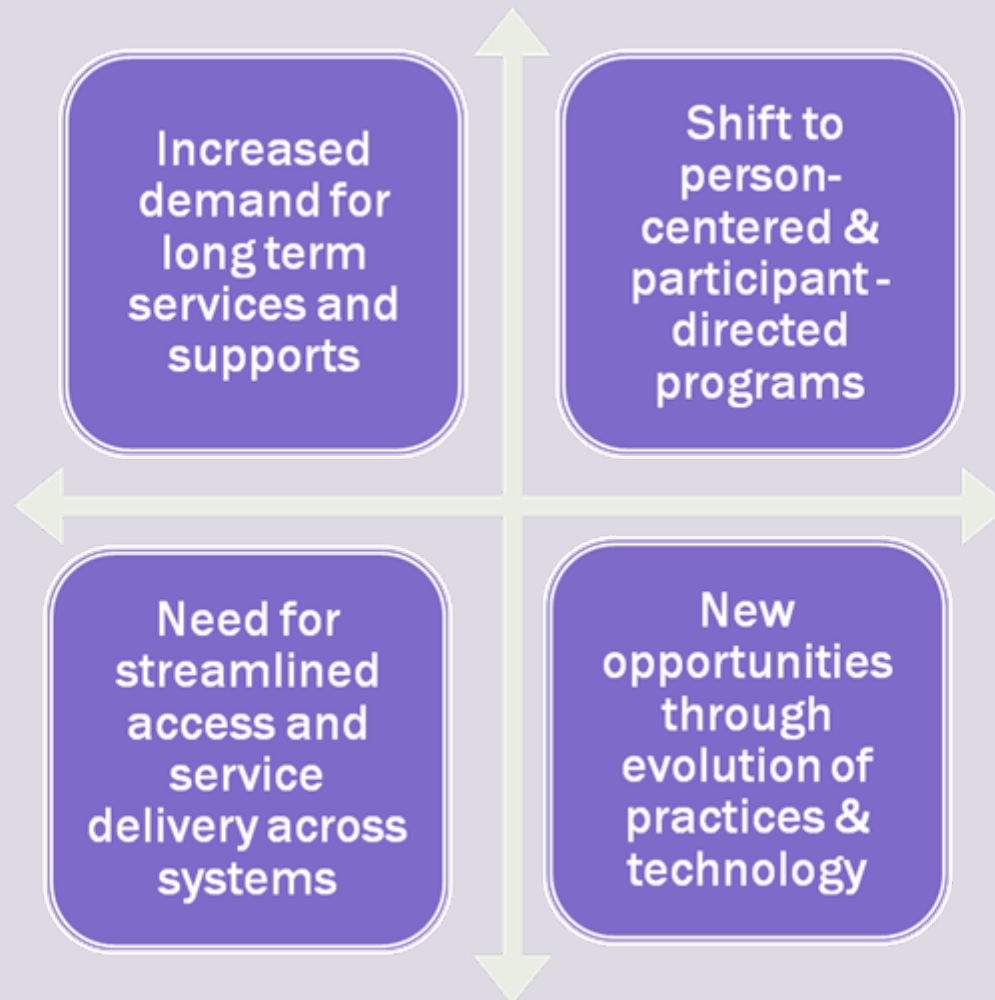 Increased
demand for
long term
services and
supports
Shift to
person-
centered &
participant-
directed
programs
Need for
streamlined
access and
service
delivery across
systems
New
opportunities
through
evolution of
practices &
technology